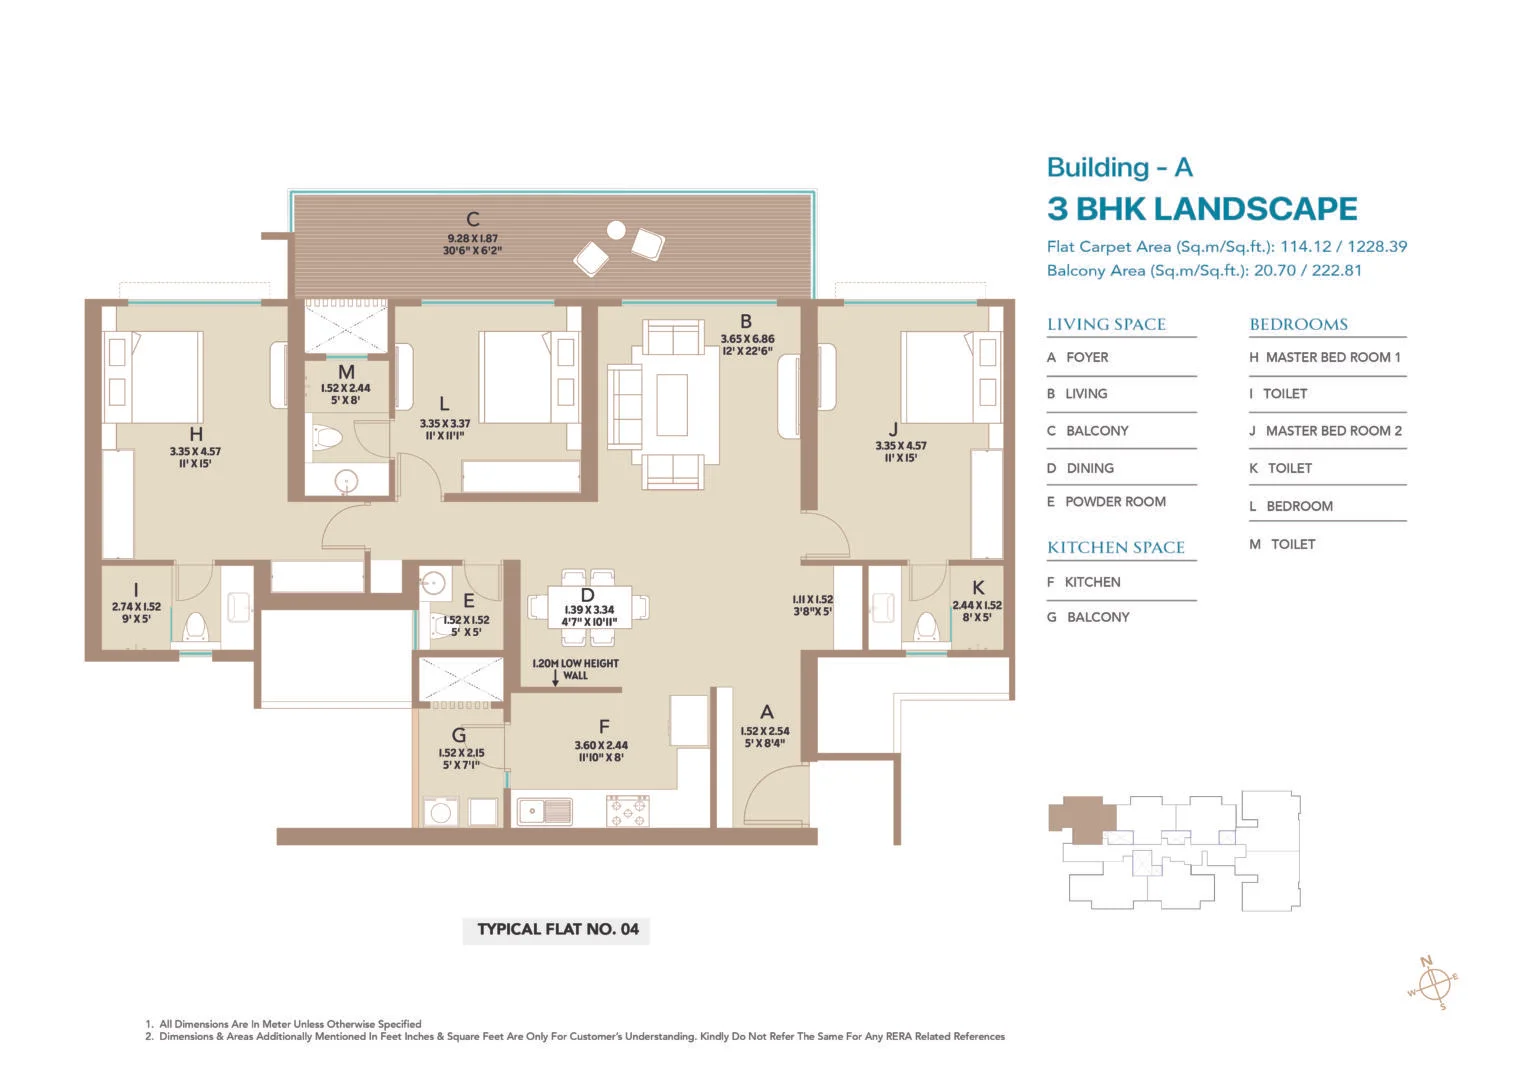 Building - A
3 BHK LANDSCAPE
Flat Carpet Area (Sq.m/Sq.ft.): 114.12 / 1228.39
Balcony Area (Sq.m/Sq.ft.): 20.70 / 222.81
LIVING SPACE
A FOYER
B LIVING
C BALCONY
D DINING
E POWDER ROOM
KITCHEN SPACE
F KITCHEN
G BALCONY
BEDROOMS
H MASTER BED ROOM 1
I TOILET
J MASTER BED ROOM 2
K TOILET
L BEDROOM
M TOILET
C
9.28 X 1.87
30'6" X 6'2"
B
3.65 X 6.86
12' X 22'6"
M
1.52 X 2.44
5' X 8'
L
3.35 X 3.37
11' X 11'1"
H
3.35 X 4.57
11' X 15'
J
3.35 X 4.57
11' X 15'
I
2.74 X 1.52
9' X 5'
E
1.52 X 1.52
5' X 5'
D
1.39 X 3.34
4'7" X 10'11"
1.11 X 1.52
3'8" X 5'
K
2.44 X 1.52
8' X 5'
1.20M LOW HEIGHT
WALL
G
1.52 X 2.15
5' X 7'1"
F
3.60 X 2.44
11'10" X 8'
A
1.52 X 2.54
5' X 8'4"
TYPICAL FLAT NO. 04
N
E
W
S
1. All Dimensions Are In Meter Unless Otherwise Specified
2. Dimensions & Areas Additionally Mentioned In Feet Inches & Square Feet Are Only For Customer's Understanding. Kindly Do Not Refer The Same For Any RERA Related References